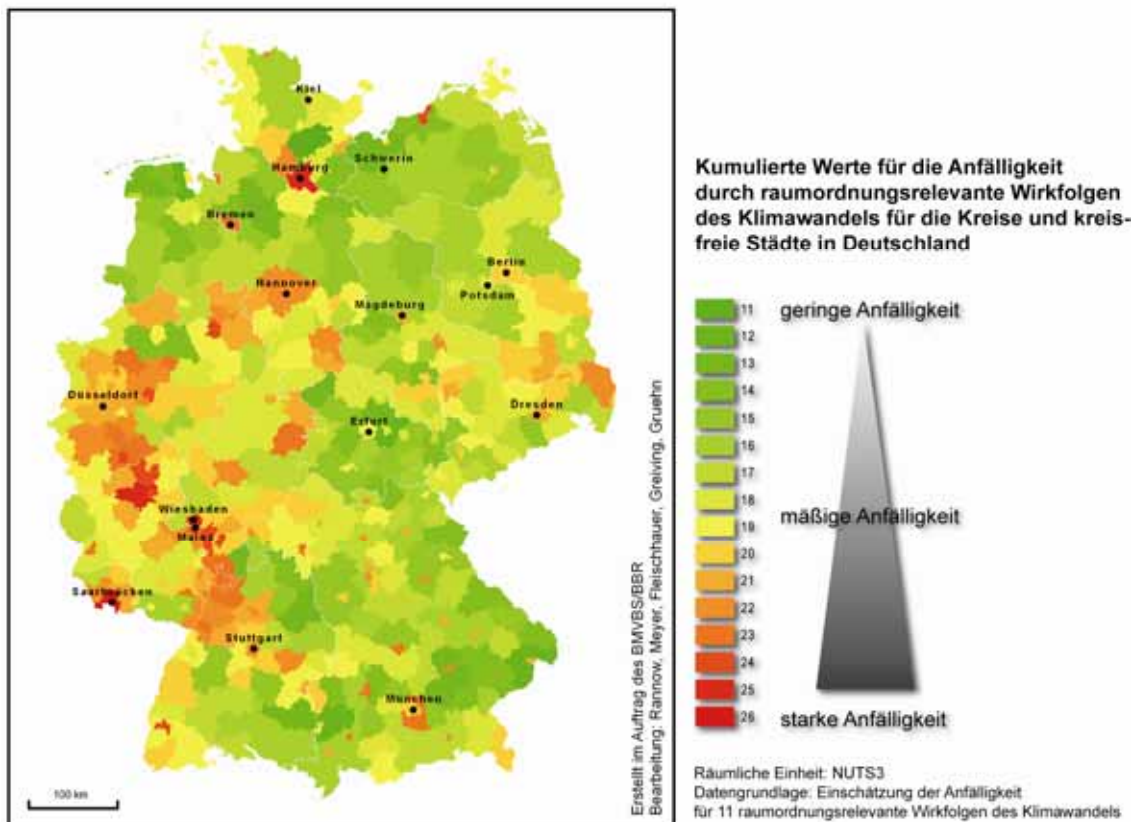 Kiel
Hamburg
Schwerin
Bremen
Berlin
Hannover
Potsdam
Magdeburg
Düsseldorf
Dresden
Erfurt
Wiesbaden
Mainz
Saarbrücken
Stuttgart
München
100 km
Erstellt im Auftrag des BMVBS/BBR
Bearbeitung: Rannow, Meyer, Fleischhauer, Greiving, Gruehn
Kumulierte Werte für die Anfälligkeit
durch raumordnungsrelevante Wirkfolgen
des Klimawandels für die Kreise und kreis-
freie Städte in Deutschland
11 geringe Anfälligkeit
12
13
14
15
16
17
18
19 mäßige Anfälligkeit
20
21
22
23
24
25
26 starke Anfälligkeit
Räumliche Einheit: NUTS3
Datengrundlage: Einschätzung der Anfälligkeit
für 11 raumordnungsrelevante Wirkfolgen des Klimawandels